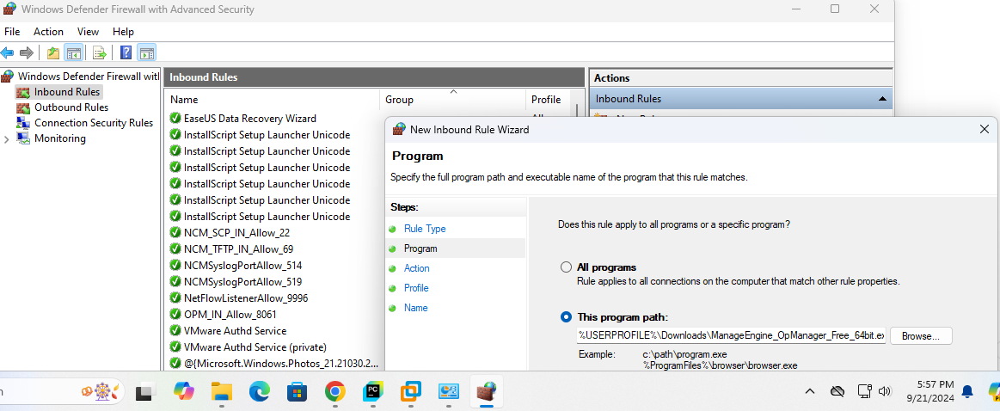 Windows Defender Firewall with Advanced Security
File Action View Help
Windows Defender Firewall with
Inbound Rules
Outbound Rules
Connection Security Rules
Monitoring
Inbound Rules
Name Group Profile
EaseUS Data Recovery Wizard
InstallScript Setup Launcher Unicode
InstallScript Setup Launcher Unicode
InstallScript Setup Launcher Unicode
InstallScript Setup Launcher Unicode
InstallScript Setup Launcher Unicode
InstallScript Setup Launcher Unicode
NCM_SCP_IN_Allow_22
NCM_TFTP_IN_Allow_69
NCMSyslogPortAllow_514
NCMSyslogPortAllow_519
NetFlowListenerAllow_9996
OPM_IN_Allow_8061
VMware Authd Service
VMware Authd Service (private)
@{Microsoft.Windows.Photos_21.21030.2...
Actions
Inbound Rules
New Inbound Rule Wizard
Program
Specify the full program path and executable name of the program that this rule matches.
Steps:
Rule Type
Program
Action
Profile
Name
Does this rule apply to all programs or a specific program?
All programs
Rule applies to all connections on the computer that match other rule properties.
This program path:
%USERPROFILE%\Downloads\ManageEngine_OpManager_Free_64bit.ex
Browse...
Example: c:\path\program.exe
%ProgramFiles%\browser\browser.exe
PC
5:57 PM
9/21/2024